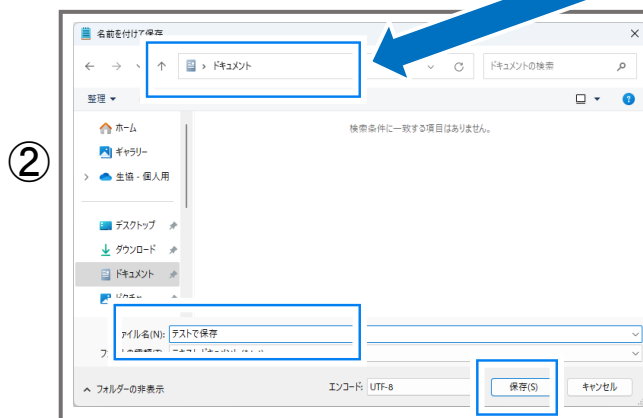 名前を付けて保存
ドキュメント
ドキュメントの検索
整理
ホーム
検索条件に一致する項目はありません。
ギャラリー
②
生協 - 個人用
デスクトップ
ダウンロード
ドキュメント
ファイル名(N): テストで保存
フォルダーの非表示
エンコード: UTF-8
保存(S)
キャンセル